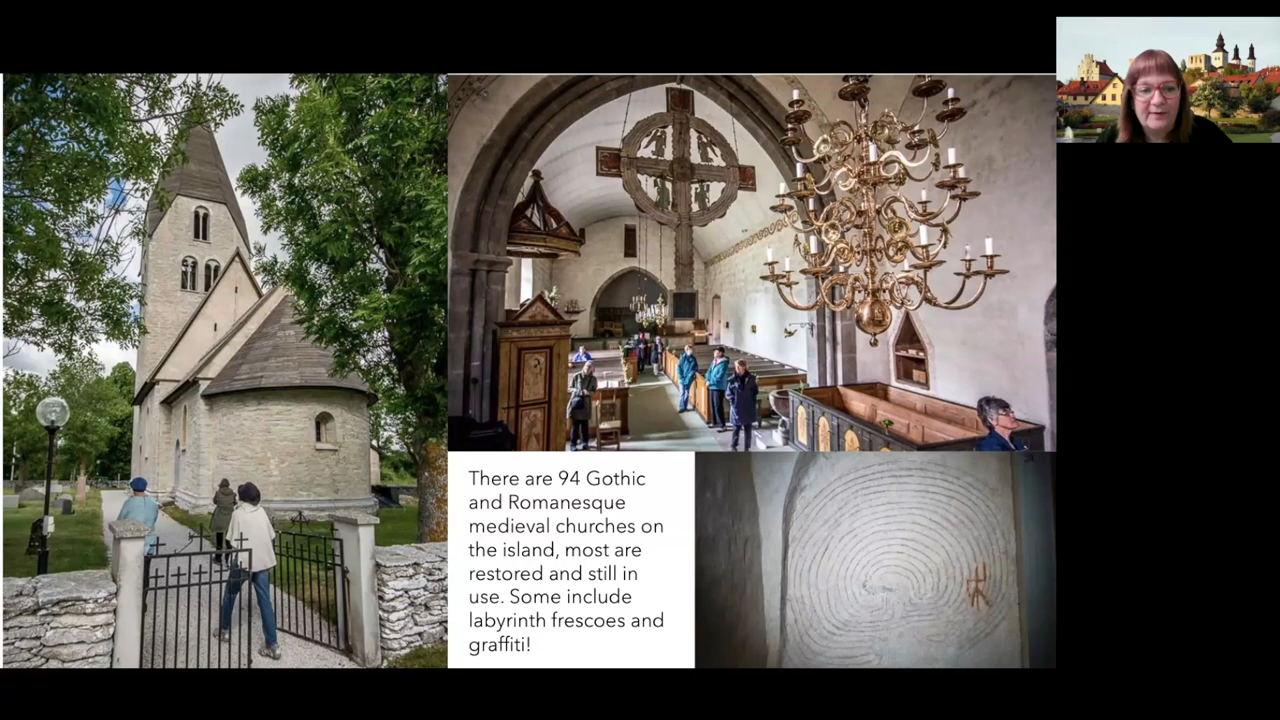 There are 94 Gothic
and Romanesque
medieval churches on
the island, most are
restored and still in
use. Some include
labyrinth frescoes and
graffiti!